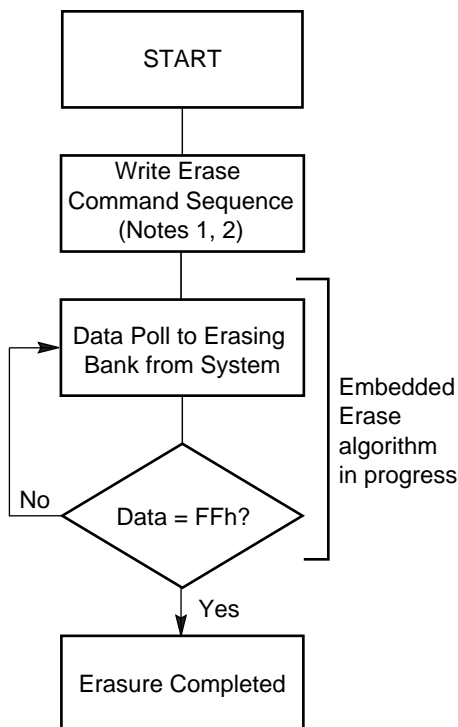 START
Write Erase
Command Sequence
(Notes 1, 2)
Data Poll to Erasing
Bank from System
Embedded
Erase
algorithm
in progress
No
Data = FFh?
Yes
Erasure Completed